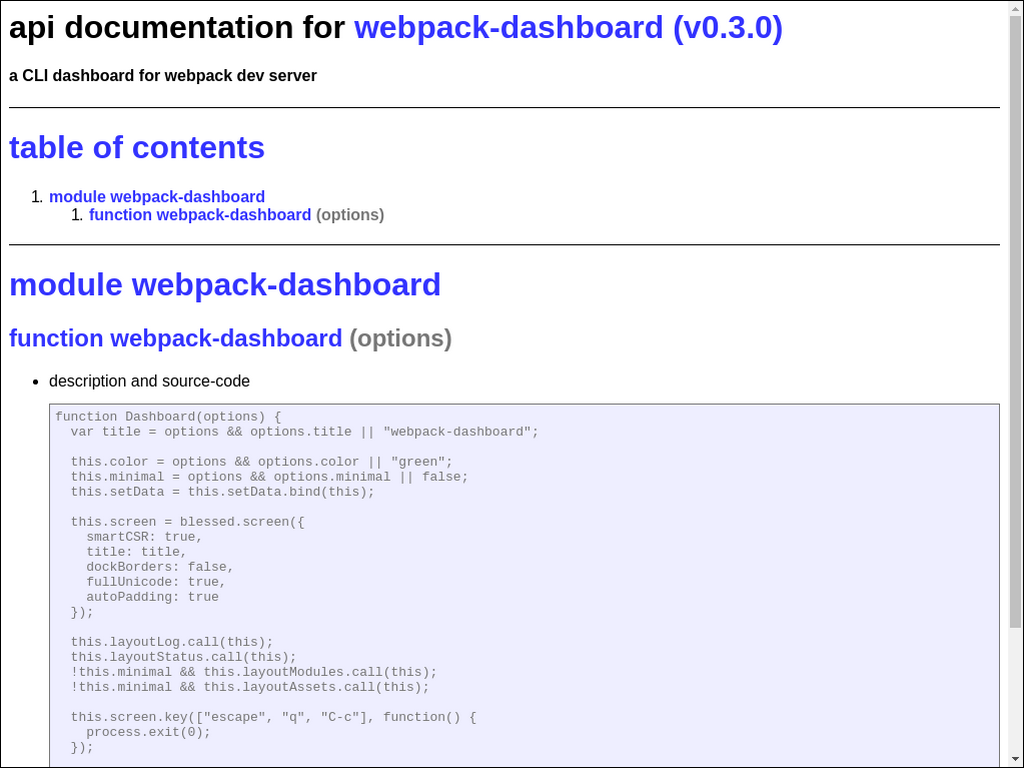 api documentation for webpack-dashboard (v0.3.0)
a CLI dashboard for webpack dev server
table of contents
1. module webpack-dashboard
1. function webpack-dashboard (options)
module webpack-dashboard
function webpack-dashboard (options)
• description and source-code
function Dashboard(options) {
  var title = options && options.title || "webpack-dashboard";

  this.color = options && options.color || "green";
  this.minimal = options && options.minimal || false;
  this.setData = this.setData.bind(this);

  this.screen = blessed.screen({
    smartCSR: true,
    title: title,
    dockBorders: false,
    fullUnicode: true,
    autoPadding: true
  });

  this.layoutLog.call(this);
  this.layoutStatus.call(this);
  !this.minimal && this.layoutModules.call(this);
  !this.minimal && this.layoutAssets.call(this);

  this.screen.key(["escape", "q", "C-c"], function() {
    process.exit(0);
  });